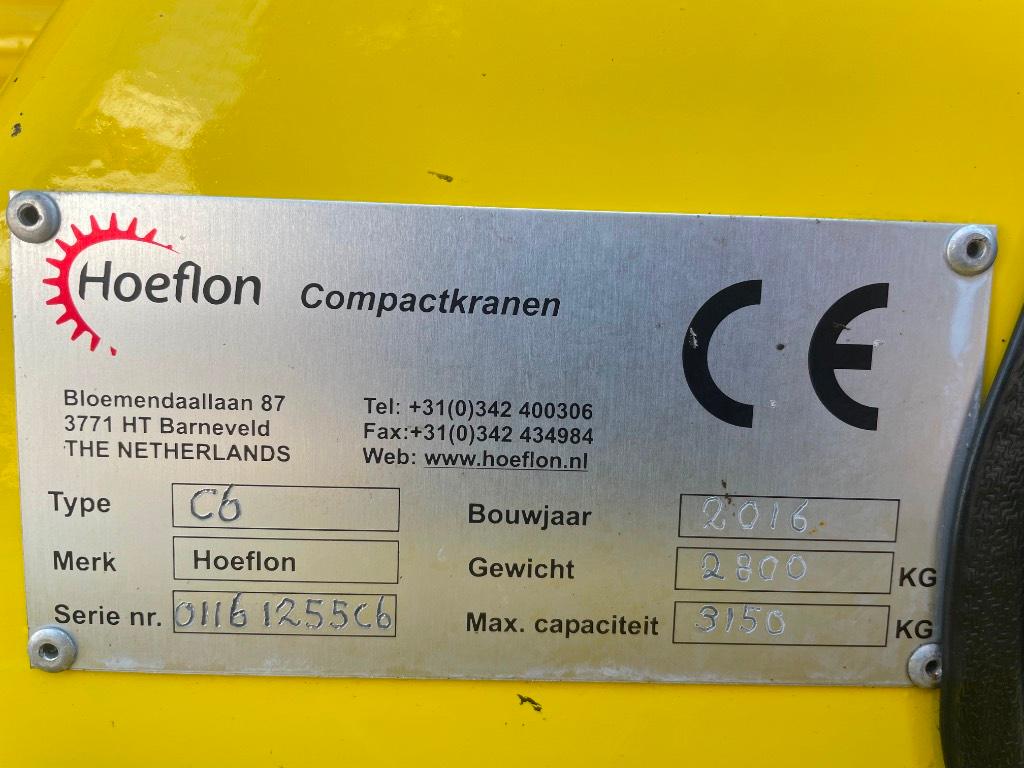 Hoeflon Compactkranen
CE
Bloemendaallaan 87
3771 HT Barneveld
THE NETHERLANDS
Tel: +31(0)342 400306
Fax:+31(0)342 434984
Web: www.hoeflon.nl
Type C6
Merk Hoeflon
Serie nr. 01161255C6
Bouwjaar 2016
Gewicht 2800 KG
Max. capaciteit 3150 KG